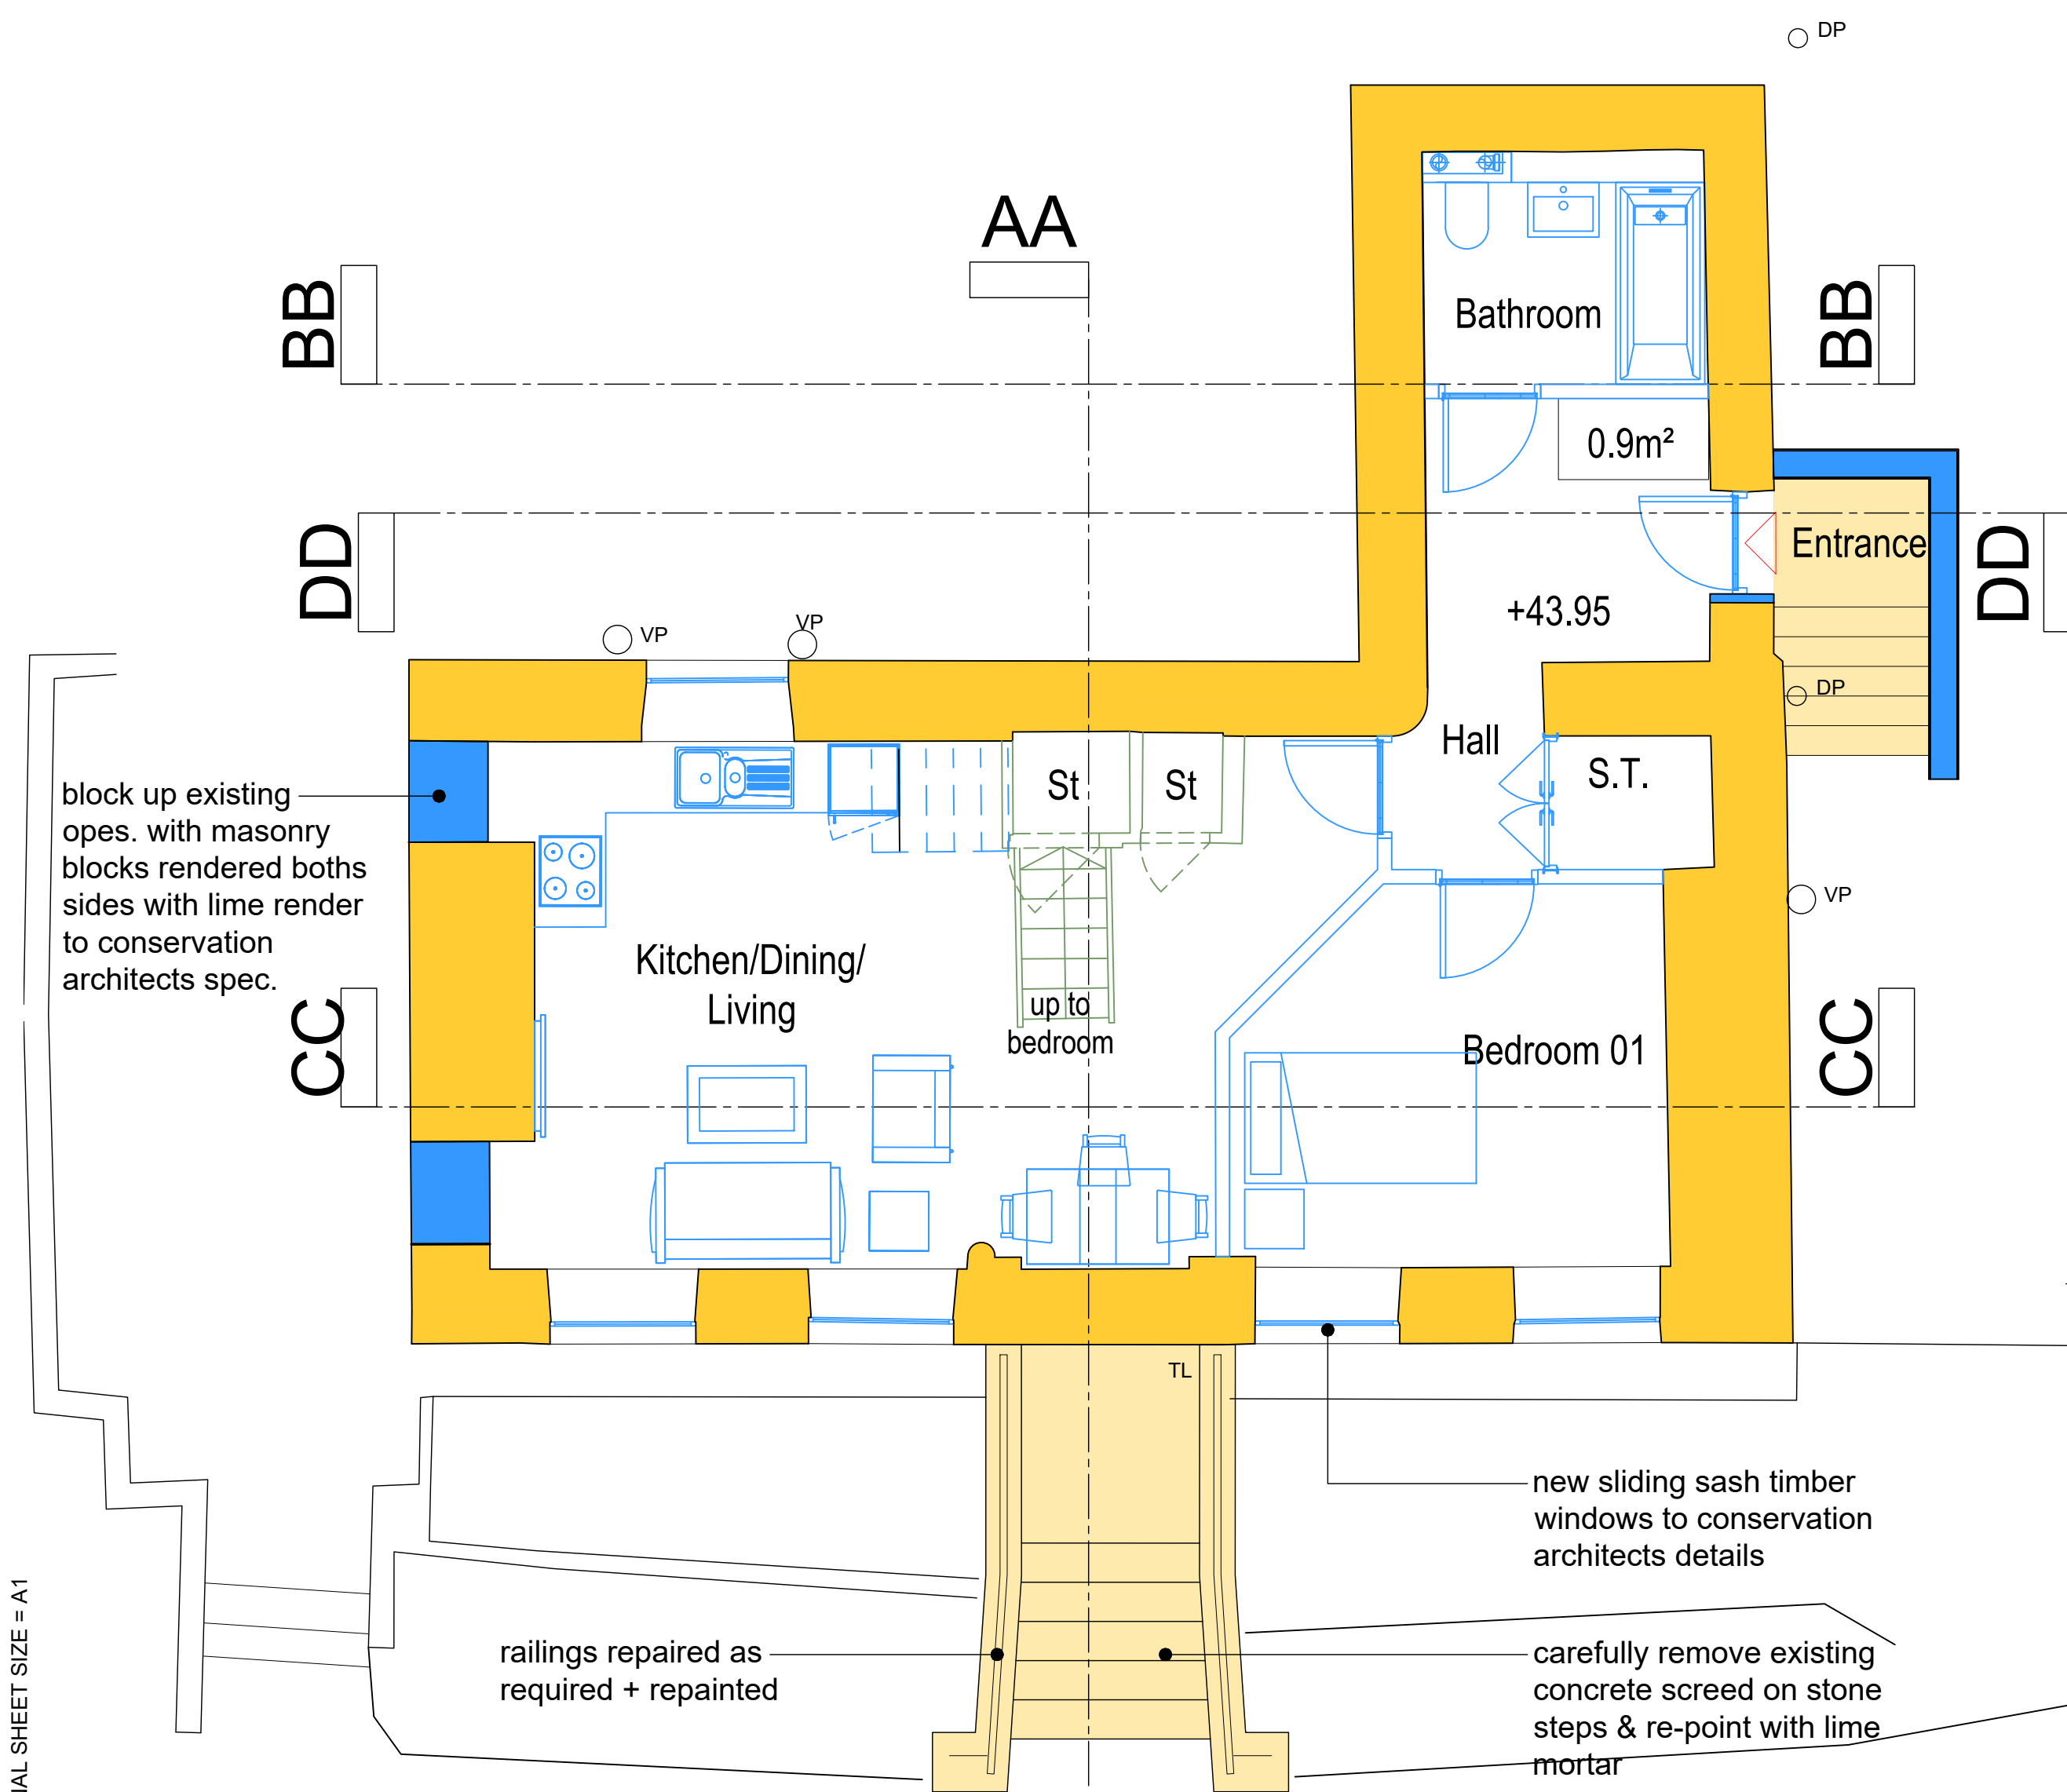 DP
AA
BB
BB
Bathroom
0.9m²
DD
Entrance
DD
+43.95
VP
VP
DP
Hall
St
St
S.T.
block up existing
opes. with masonry
blocks rendered boths
sides with lime render
to conservation
architects spec.
VP
Kitchen/Dining/
Living
up to
bedroom
CC
Bedroom 01
CC
TL
new sliding sash timber
windows to conservation
architects details
railings repaired as
required + repainted
carefully remove existing
concrete screed on stone
steps & re-point with lime
mortar
SHEET SIZE = A1